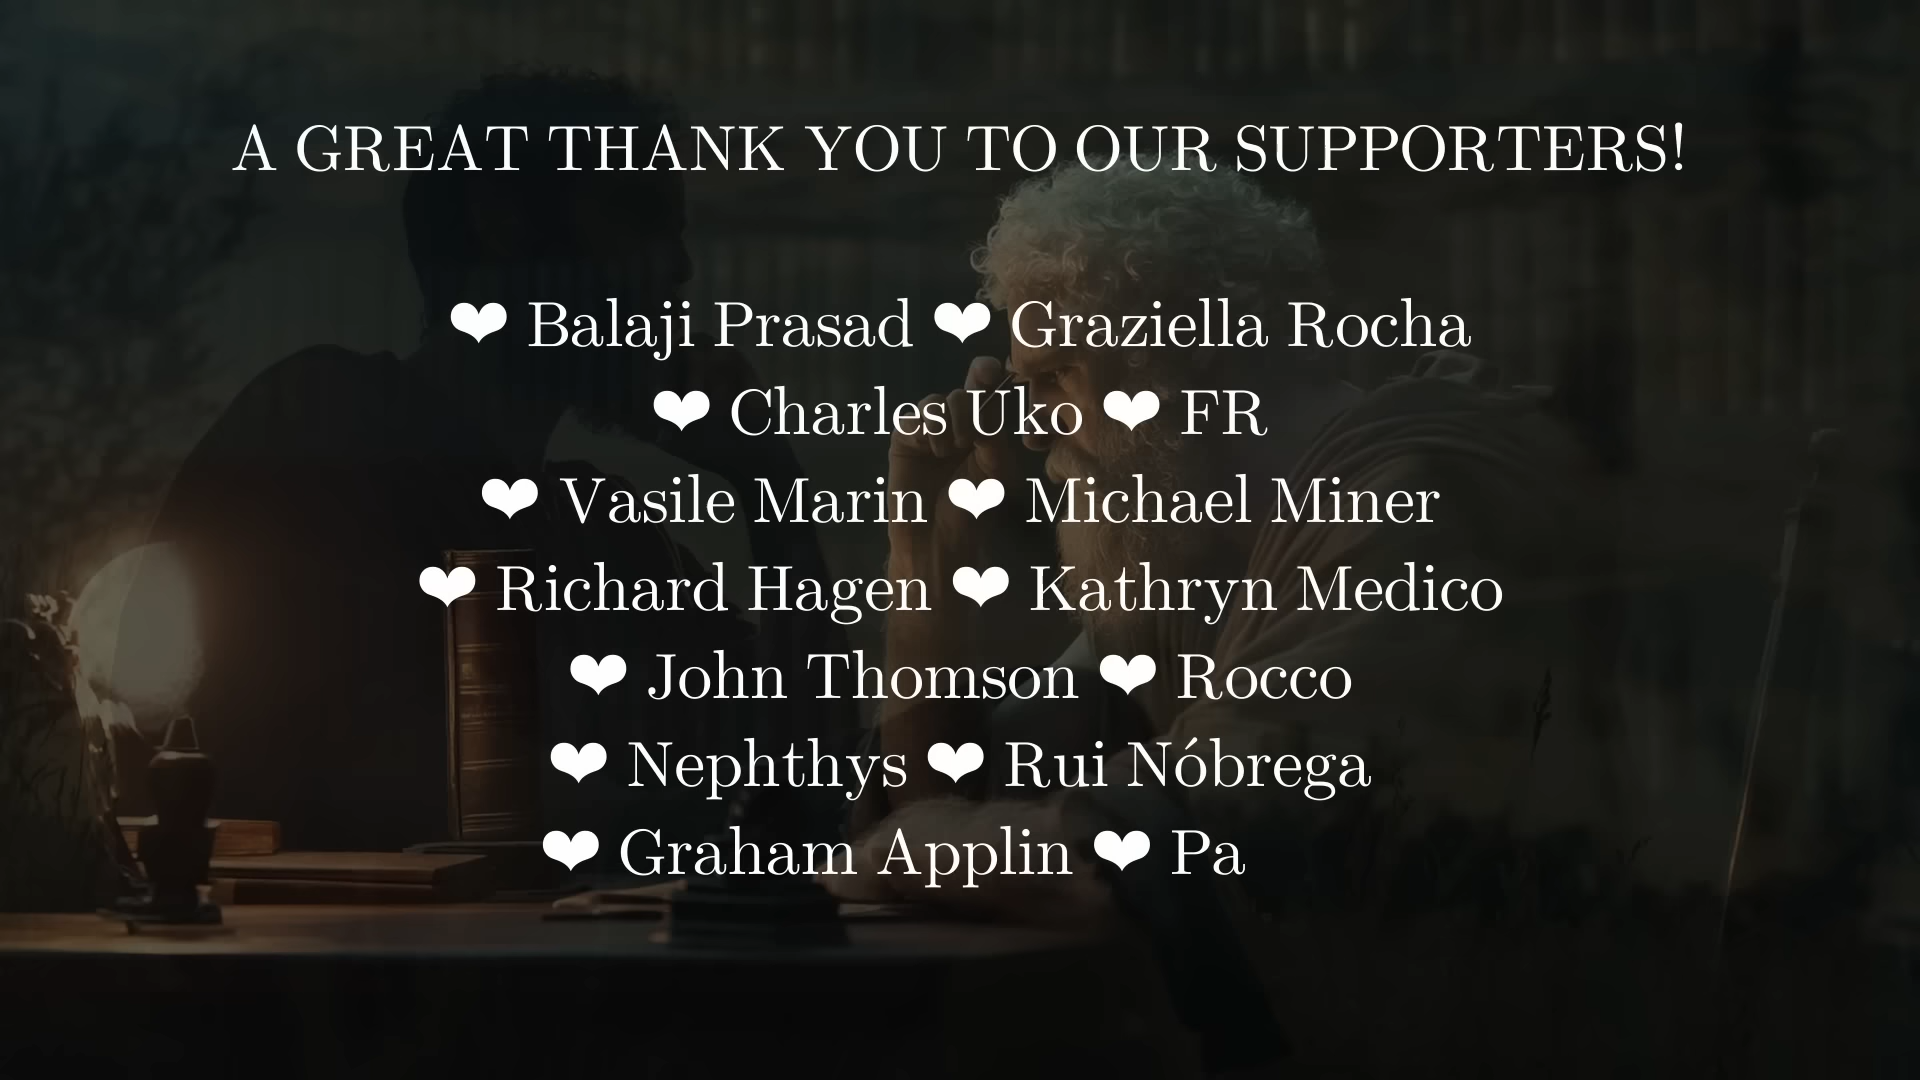 A GREAT THANK YOU TO OUR SUPPORTERS!
❤ Balaji Prasad ❤ Graziella Rocha
❤ Charles Uko ❤ FR
❤ Vasile Marin ❤ Michael Miner
❤ Richard Hagen ❤ Kathryn Medico
❤ John Thomson ❤ Rocco
❤ Nephthys ❤ Rui Nóbrega
❤ Graham Applin ❤ Pa